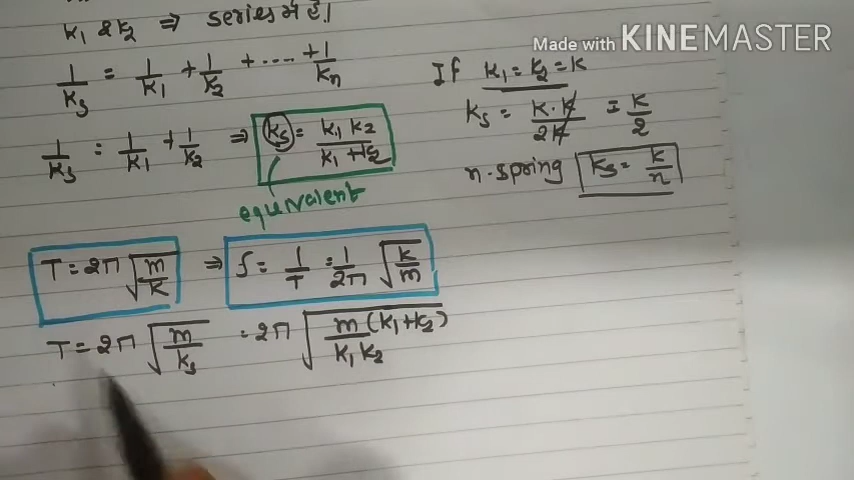 K₁ & K₂ ⇒ series में है।
Made with KINEMASTER
1/Ks = 1/K₁ + 1/K₂ + .... + 1/Kn
If K₁ = K₂ = K
Ks = K·K/2K = K/2
1/Ks = 1/K₁ + 1/K₂ ⇒ Ks = K₁ K₂/K₁ + K₂
n-spring Ks = K/n
equivalent
T = 2π √(m/K) ⇒ f = 1/T = 1/2π √(K/m)
T = 2π √(m/Ks) = 2π √(m (K₁+K₂)/K₁ K₂)